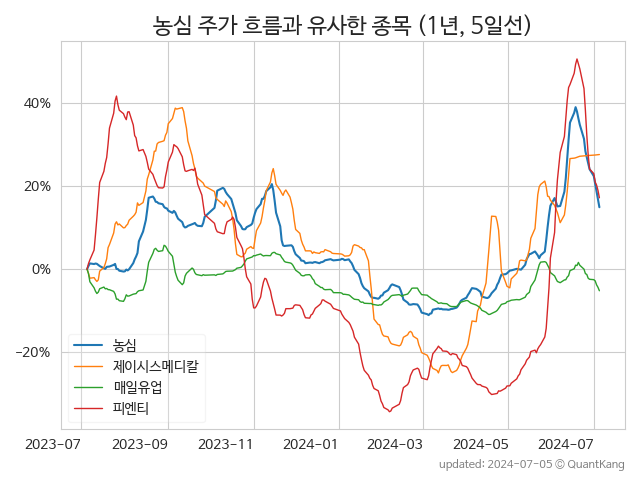 농심 주가 흐름과 유사한 종목 (1년, 5일선)
40%
20%
0%
−20%
농심
제이시스메디칼
매일유업
피엔티
2023-07 2023-09 2023-11 2024-01 2024-03 2024-05 2024-07
updated: 2024-07-05 © QuantKang